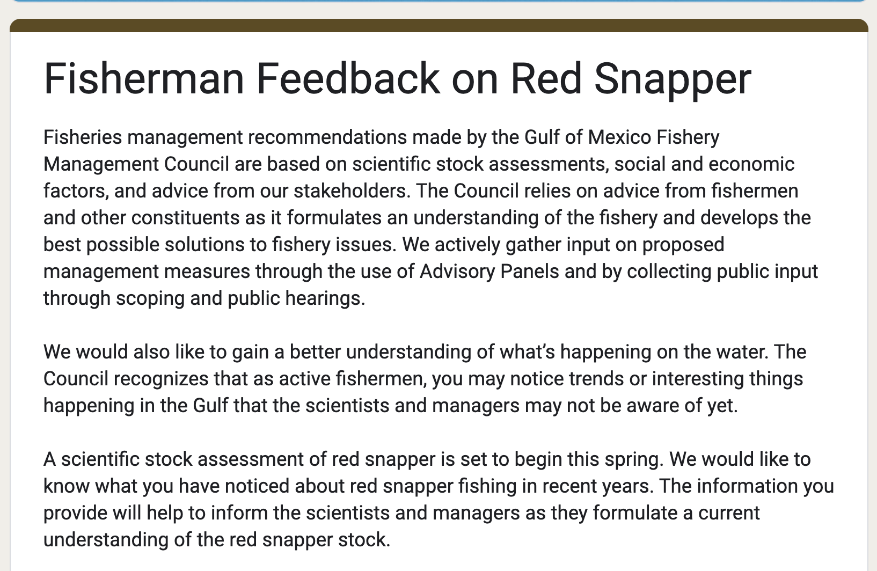 Fisherman Feedback on Red Snapper
Fisheries management recommendations made by the Gulf of Mexico Fishery
Management Council are based on scientific stock assessments, social and economic
factors, and advice from our stakeholders. The Council relies on advice from fishermen
and other constituents as it formulates an understanding of the fishery and develops the
best possible solutions to fishery issues. We actively gather input on proposed
management measures through the use of Advisory Panels and by collecting public input
through scoping and public hearings.
We would also like to gain a better understanding of what’s happening on the water. The
Council recognizes that as active fishermen, you may notice trends or interesting things
happening in the Gulf that the scientists and managers may not be aware of yet.
A scientific stock assessment of red snapper is set to begin this spring. We would like to
know what you have noticed about red snapper fishing in recent years. The information you
provide will help to inform the scientists and managers as they formulate a current
understanding of the red snapper stock.